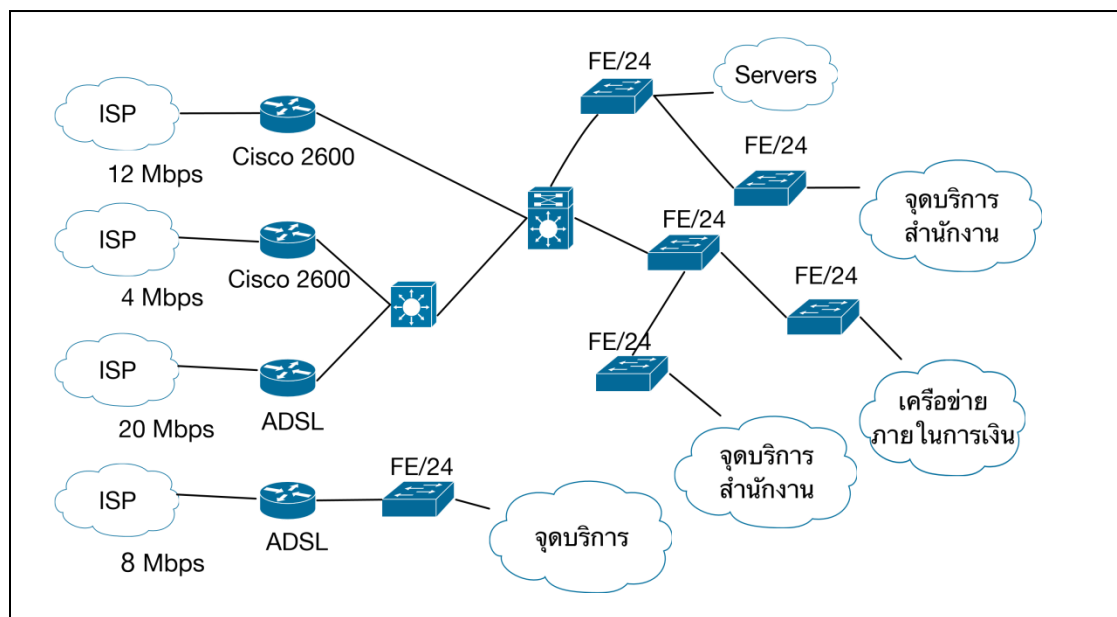 FE/24
Servers
ISP
Cisco 2600
12 Mbps
FE/24
จุดบริการ
สำนักงาน
ISP
Cisco 2600
4 Mbps
FE/24
FE/24
ISP
ADSL
20 Mbps
FE/24
เครือข่าย
ภายในการเงิน
จุดบริการ
สำนักงาน
ISP
ADSL
8 Mbps
FE/24
จุดบริการ